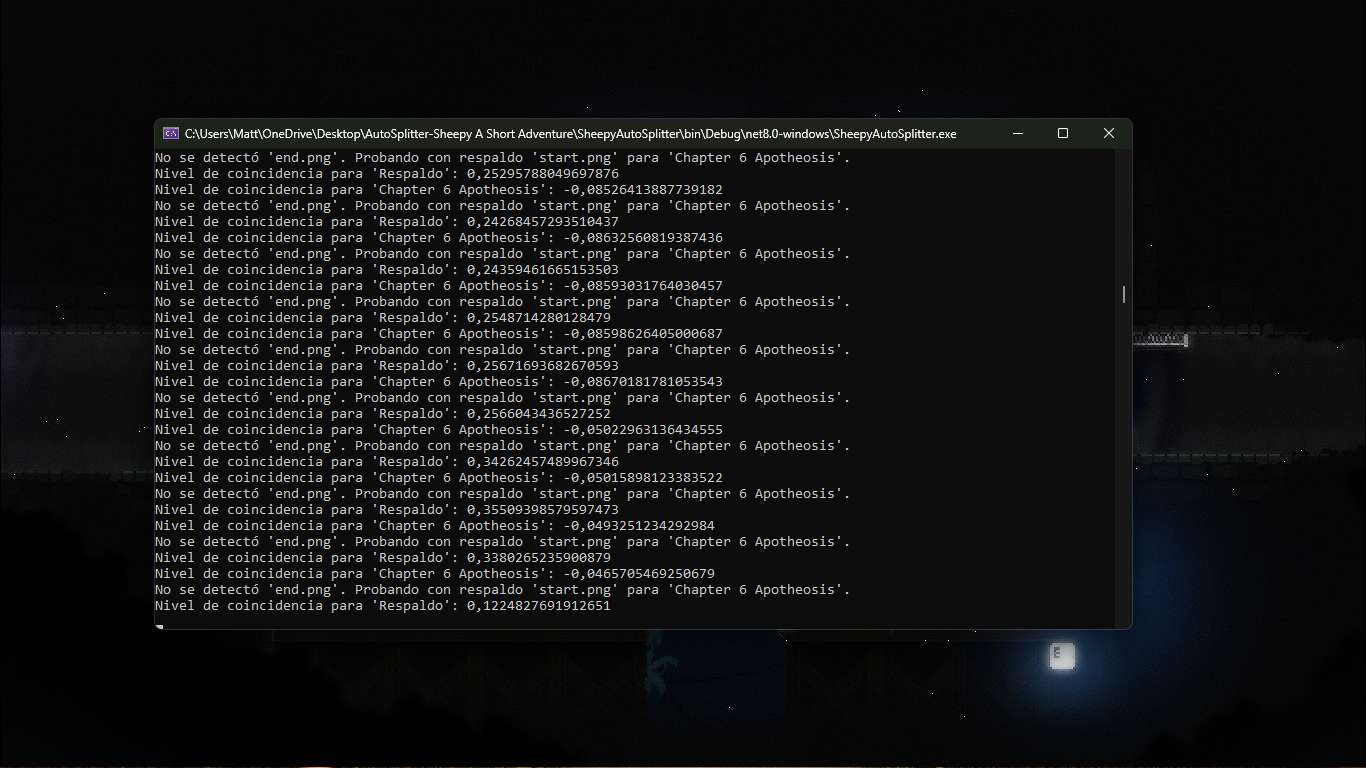 C:\Users\Matt\OneDrive\Desktop\AutoSplitter-Sheepy A Short Adventure\SheepyAutoSplitter\bin\Debug\net8.0-windows\SheepyAutoSplitter.exe
No se detectó 'end.png'. Probando con respaldo 'start.png' para 'Chapter 6 Apotheosis'.
Nivel de coincidencia para 'Respaldo': 0,25295788049697876
Nivel de coincidencia para 'Chapter 6 Apotheosis': -0,08526413887739182
No se detectó 'end.png'. Probando con respaldo 'start.png' para 'Chapter 6 Apotheosis'.
Nivel de coincidencia para 'Respaldo': 0,24268457293510437
Nivel de coincidencia para 'Chapter 6 Apotheosis': -0,08632560819387436
No se detectó 'end.png'. Probando con respaldo 'start.png' para 'Chapter 6 Apotheosis'.
Nivel de coincidencia para 'Respaldo': 0,24359461665153503
Nivel de coincidencia para 'Chapter 6 Apotheosis': -0,08593031764030457
No se detectó 'end.png'. Probando con respaldo 'start.png' para 'Chapter 6 Apotheosis'.
Nivel de coincidencia para 'Respaldo': 0,2548714280128479
Nivel de coincidencia para 'Chapter 6 Apotheosis': -0,08598626405000687
No se detectó 'end.png'. Probando con respaldo 'start.png' para 'Chapter 6 Apotheosis'.
Nivel de coincidencia para 'Respaldo': 0,25671693682670593
Nivel de coincidencia para 'Chapter 6 Apotheosis': -0,08670181781053543
No se detectó 'end.png'. Probando con respaldo 'start.png' para 'Chapter 6 Apotheosis'.
Nivel de coincidencia para 'Respaldo': 0,2566043436527252
Nivel de coincidencia para 'Chapter 6 Apotheosis': -0,05022963136434555
No se detectó 'end.png'. Probando con respaldo 'start.png' para 'Chapter 6 Apotheosis'.
Nivel de coincidencia para 'Respaldo': 0,34262457489967346
Nivel de coincidencia para 'Chapter 6 Apotheosis': -0,05015898123383522
No se detectó 'end.png'. Probando con respaldo 'start.png' para 'Chapter 6 Apotheosis'.
Nivel de coincidencia para 'Respaldo': 0,35509398579597473
Nivel de coincidencia para 'Chapter 6 Apotheosis': -0,0493251234292984
No se detectó 'end.png'. Probando con respaldo 'start.png' para 'Chapter 6 Apotheosis'.
Nivel de coincidencia para 'Respaldo': 0,3380265235900879
Nivel de coincidencia para 'Chapter 6 Apotheosis': -0,0465705469250679
No se detectó 'end.png'. Probando con respaldo 'start.png' para 'Chapter 6 Apotheosis'.
Nivel de coincidencia para 'Respaldo': 0,1224827691912651
E